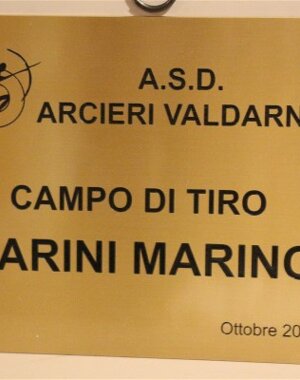 A.S.D.
ARCIERI VALDARN
CAMPO DI TIRO
ARINI MARINO
Ottobre 20